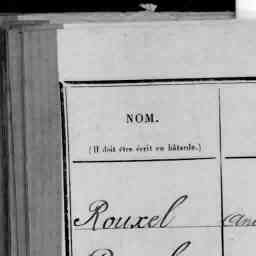 NOM.
(Il doit être écrit en bâtarde.)
Rouxel